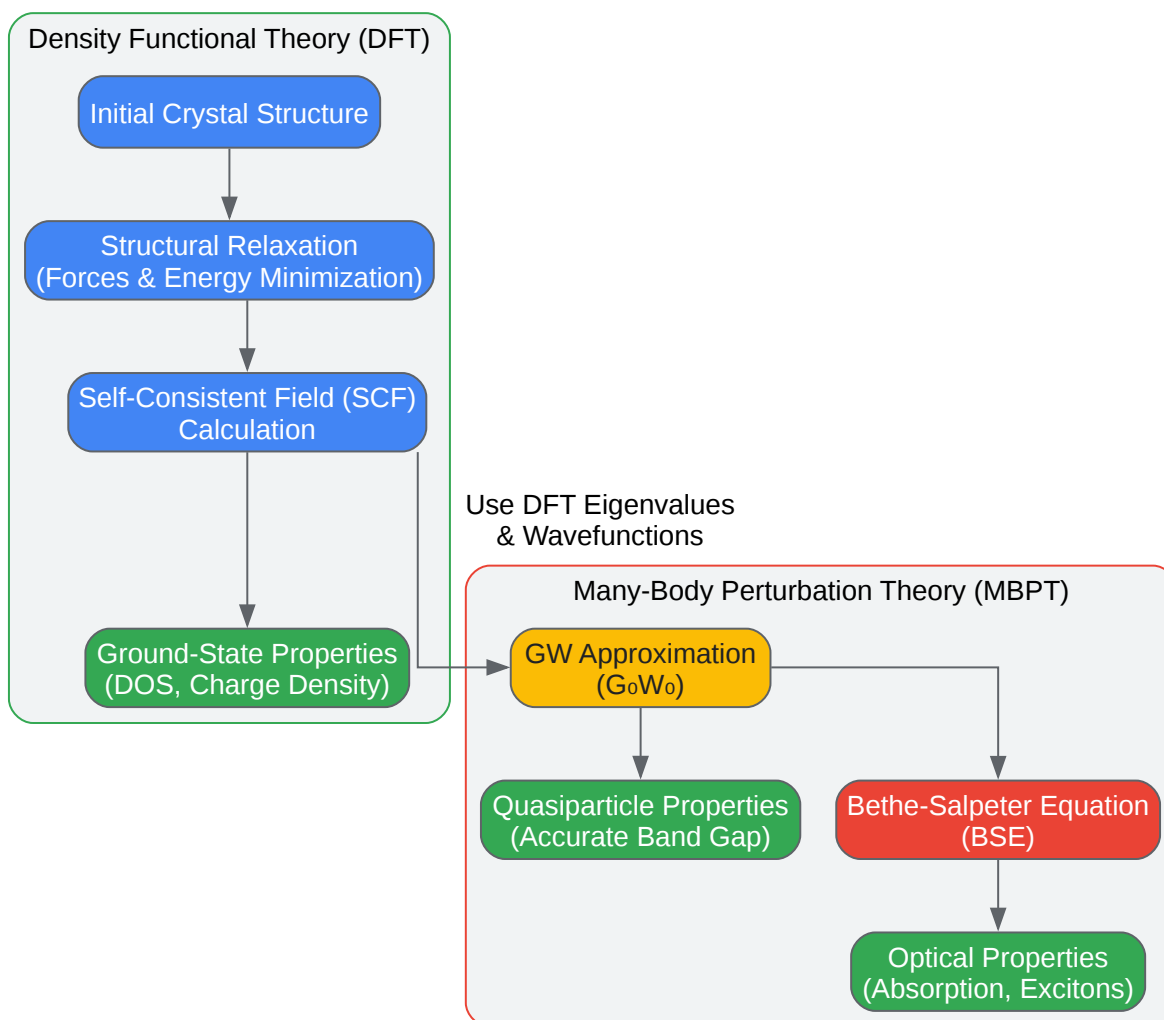 Density Functional Theory (DFT)
Initial Crystal Structure
Structural Relaxation
(Forces & Energy Minimization)
Self-Consistent Field (SCF)
Calculation
Ground-State Properties
(DOS, Charge Density)
Use DFT Eigenvalues
& Wavefunctions
Many-Body Perturbation Theory (MBPT)
GW Approximation
(G₀W₀)
Quasiparticle Properties
(Accurate Band Gap)
Bethe-Salpeter Equation
(BSE)
Optical Properties
(Absorption, Excitons)